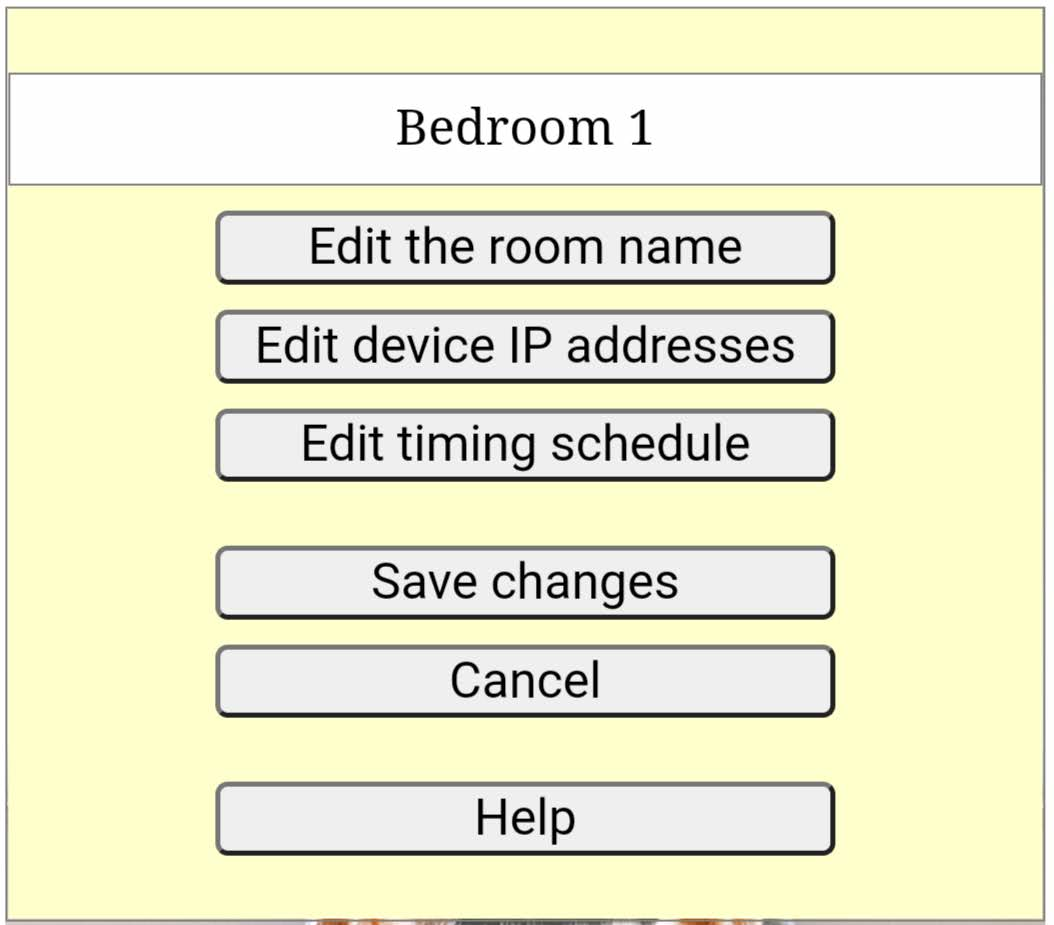 Bedroom 1
Edit the room name
Edit device IP addresses
Edit timing schedule
Save changes
Cancel
Help